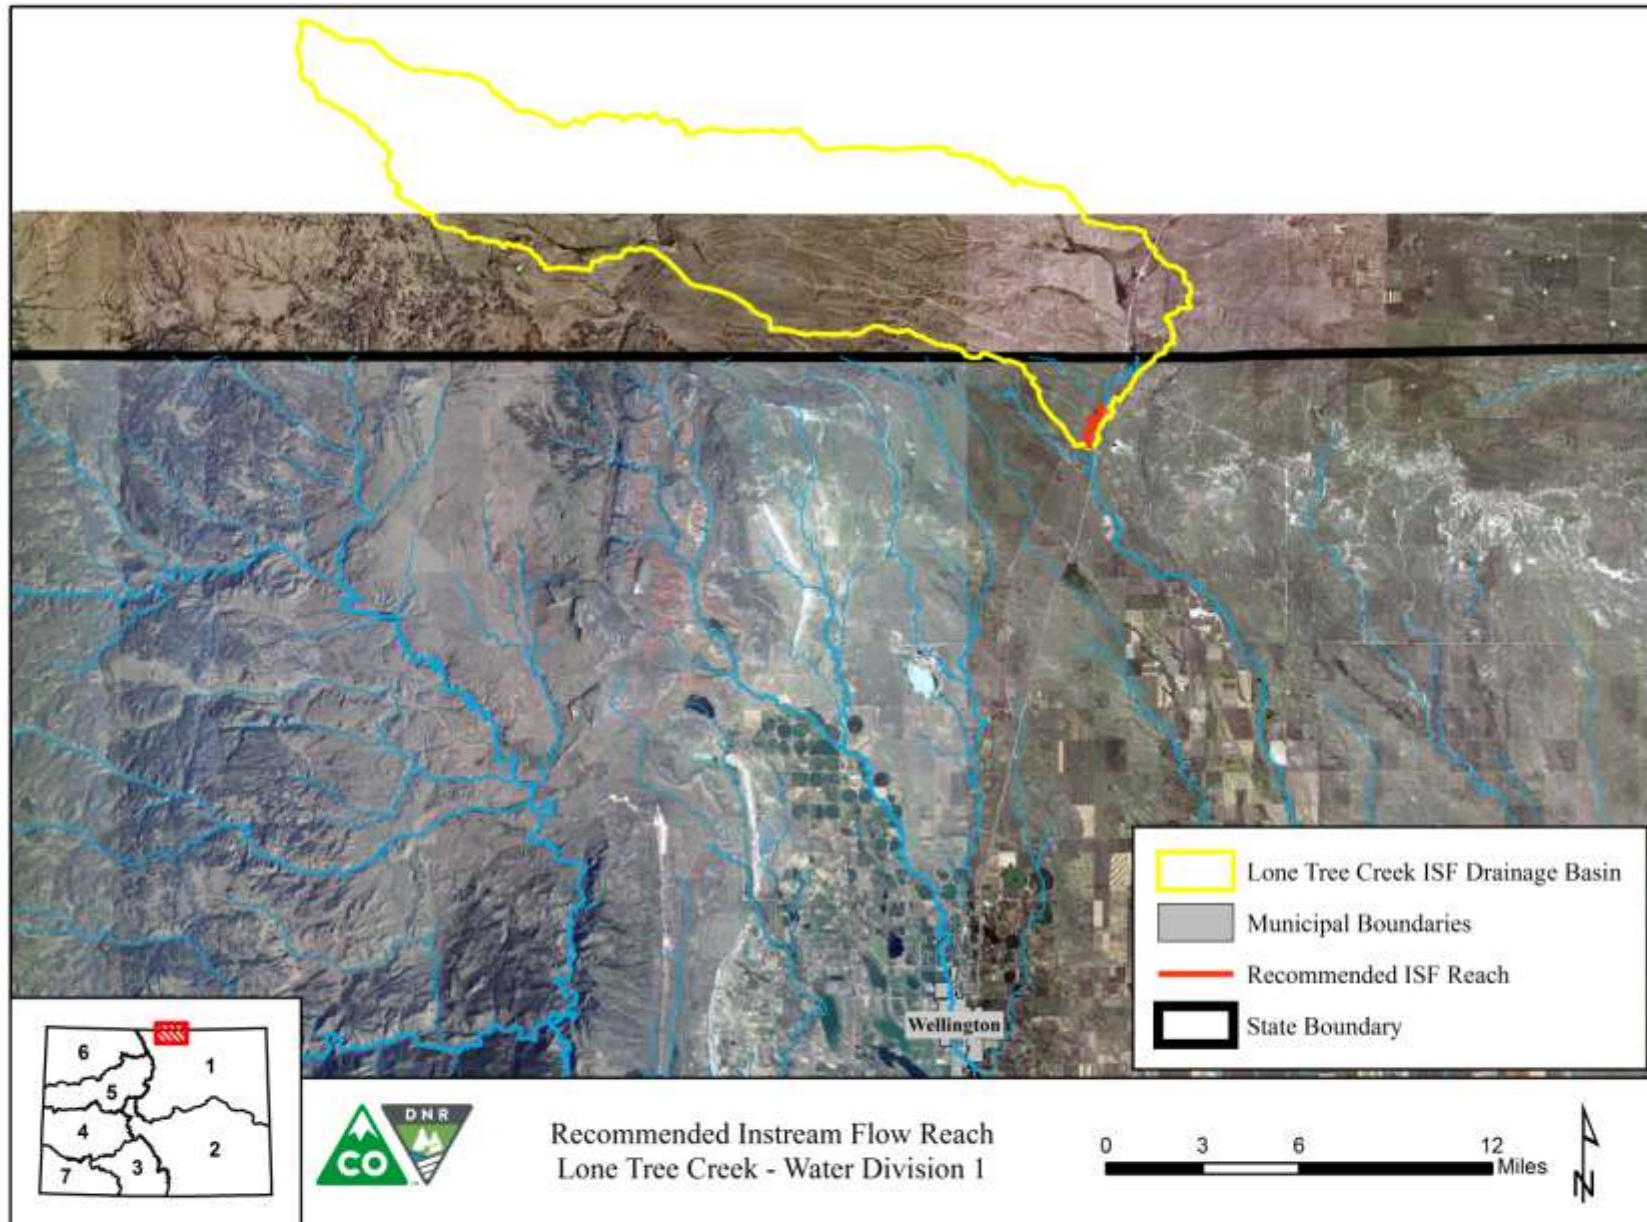 Wellington
Lone Tree Creek ISF Drainage Basin
Municipal Boundaries
Recommended ISF Reach
State Boundary
6
1
5
4
2
3
7
CO
DNR
Recommended Instream Flow Reach
Lone Tree Creek - Water Division 1
0 3 6 12
Miles
N